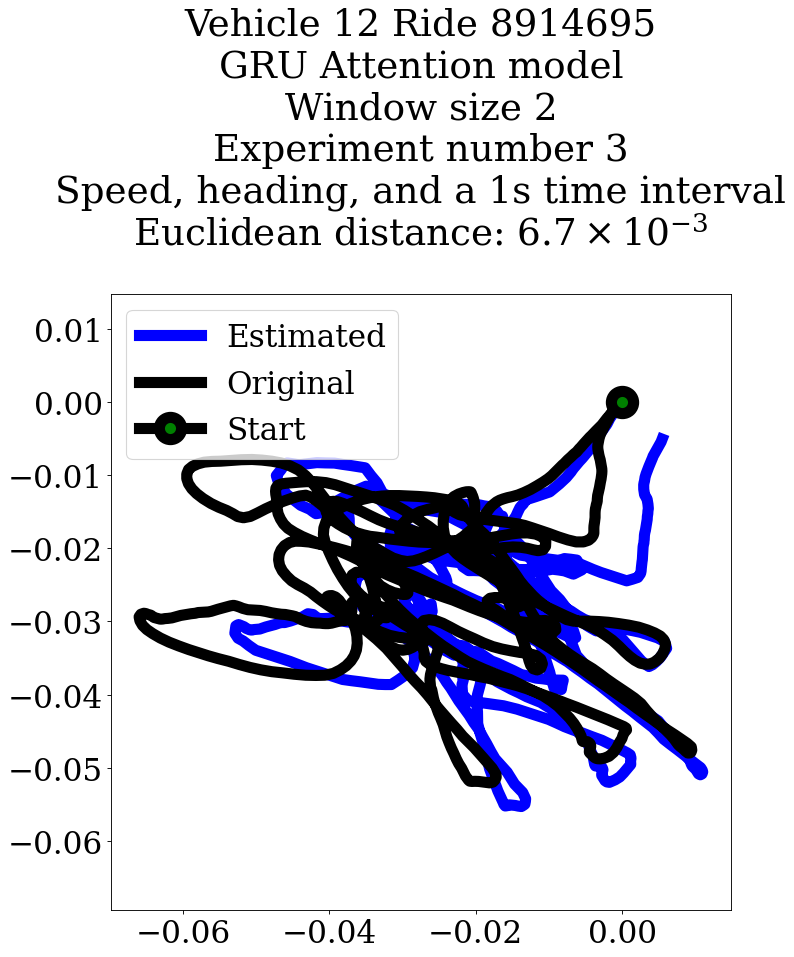 Vehicle 12 Ride 8914695
GRU Attention model
Window size 2
Experiment number 3
Speed, heading, and a 1s time interval
Euclidean distance: 6.7 × 10⁻³
Estimated
Original
Start
0.01
0.00
−0.01
−0.02
−0.03
−0.04
−0.05
−0.06
−0.06 −0.04 −0.02 0.00